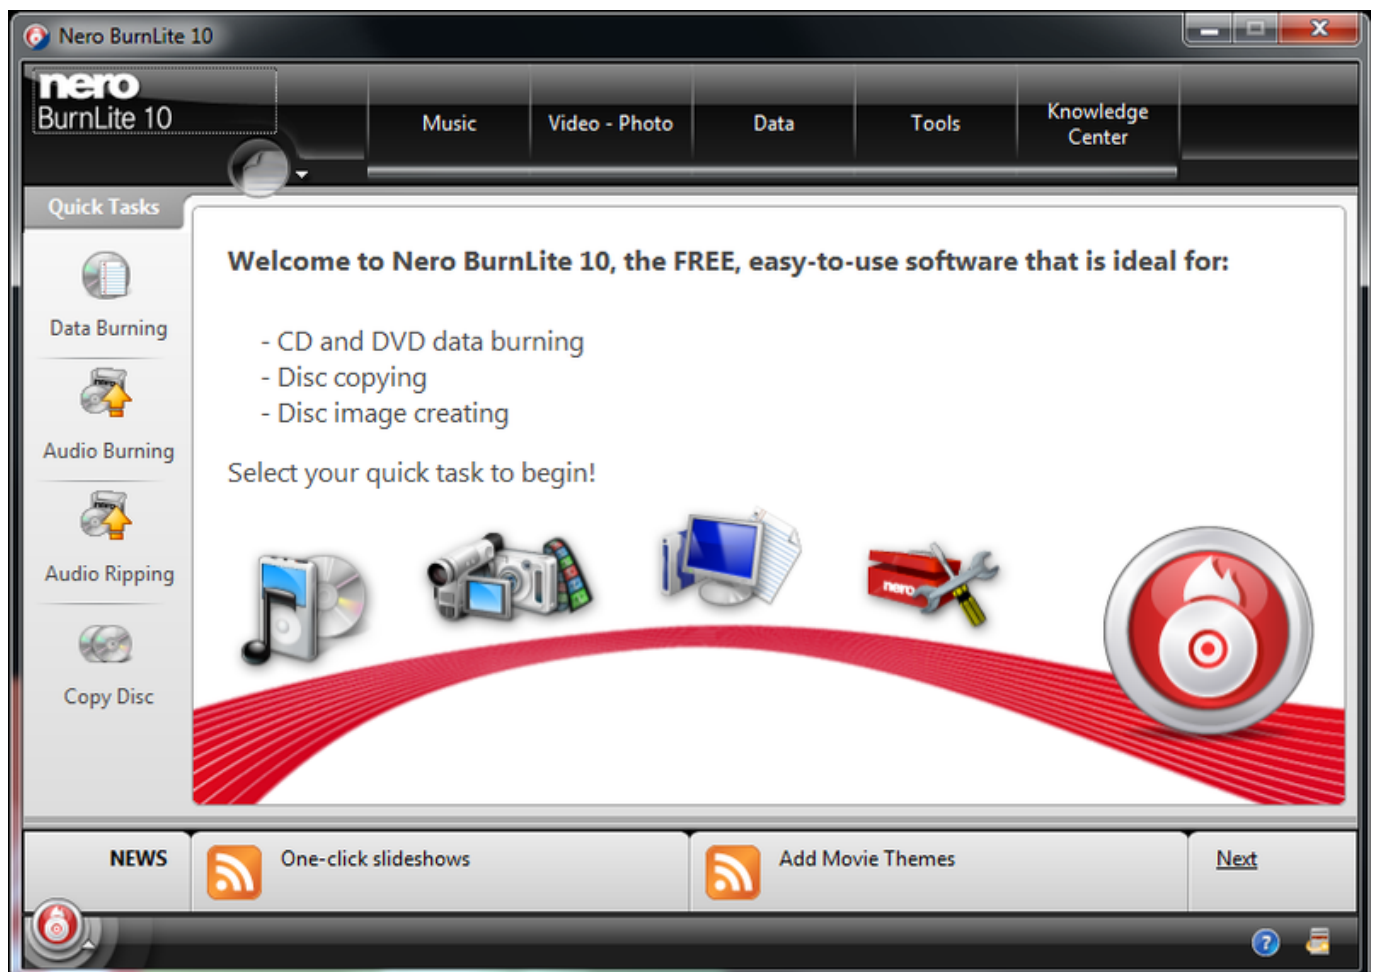 Nero BurnLite 10
nero
BurnLite 10
Music
Video - Photo
Data
Tools
Knowledge
Center
Quick Tasks
Data Burning
Audio Burning
Audio Ripping
Copy Disc
Welcome to Nero BurnLite 10, the FREE, easy-to-use software that is ideal for:
- CD and DVD data burning
- Disc copying
- Disc image creating
Select your quick task to begin!
nero
NEWS
One-click slideshows
Add Movie Themes
Next